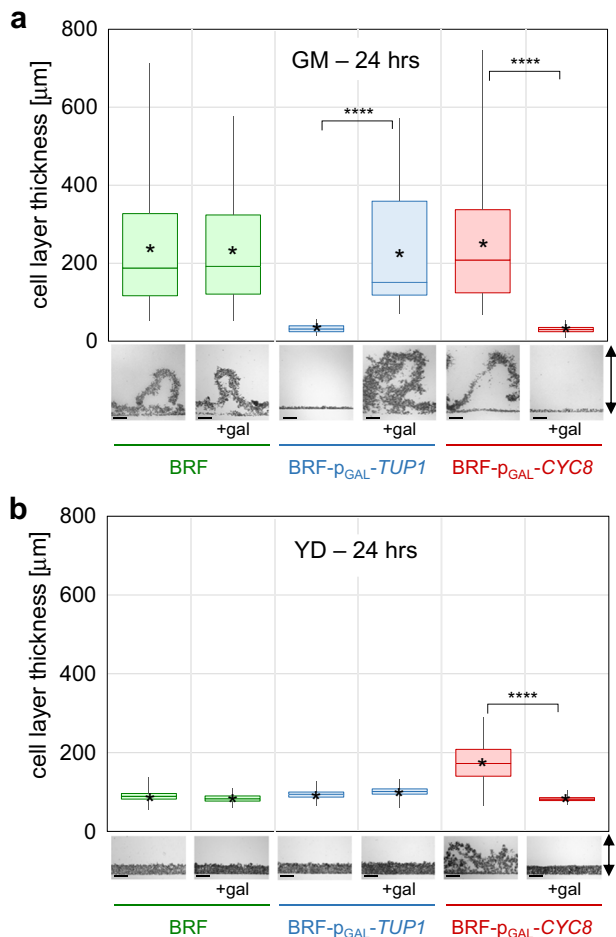 a
800
600
400
200
0
cell layer thickness [μm]
GM – 24 hrs
****
****
*
*
*
*
*
*
+gal
+gal
+gal
BRF
BRF-pGAL-TUP1
BRF-pGAL-CYC8
b
800
600
400
200
0
cell layer thickness [μm]
YD – 24 hrs
****
*
*
*
*
*
*
+gal
+gal
+gal
BRF
BRF-pGAL-TUP1
BRF-pGAL-CYC8